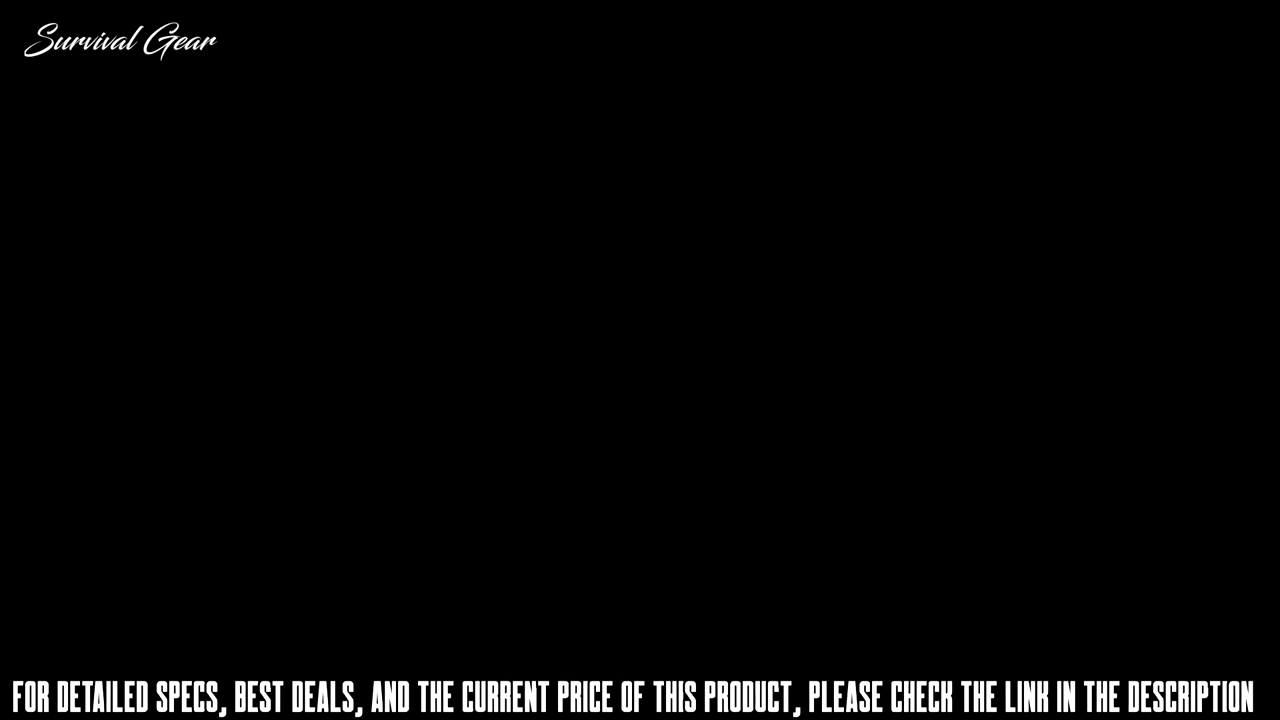 Survival Gear
FOR DETAILED SPECS, BEST DEALS, AND THE CURRENT PRICE OF THIS PRODUCT, PLEASE CHECK THE LINK IN THE DESCRIPTION